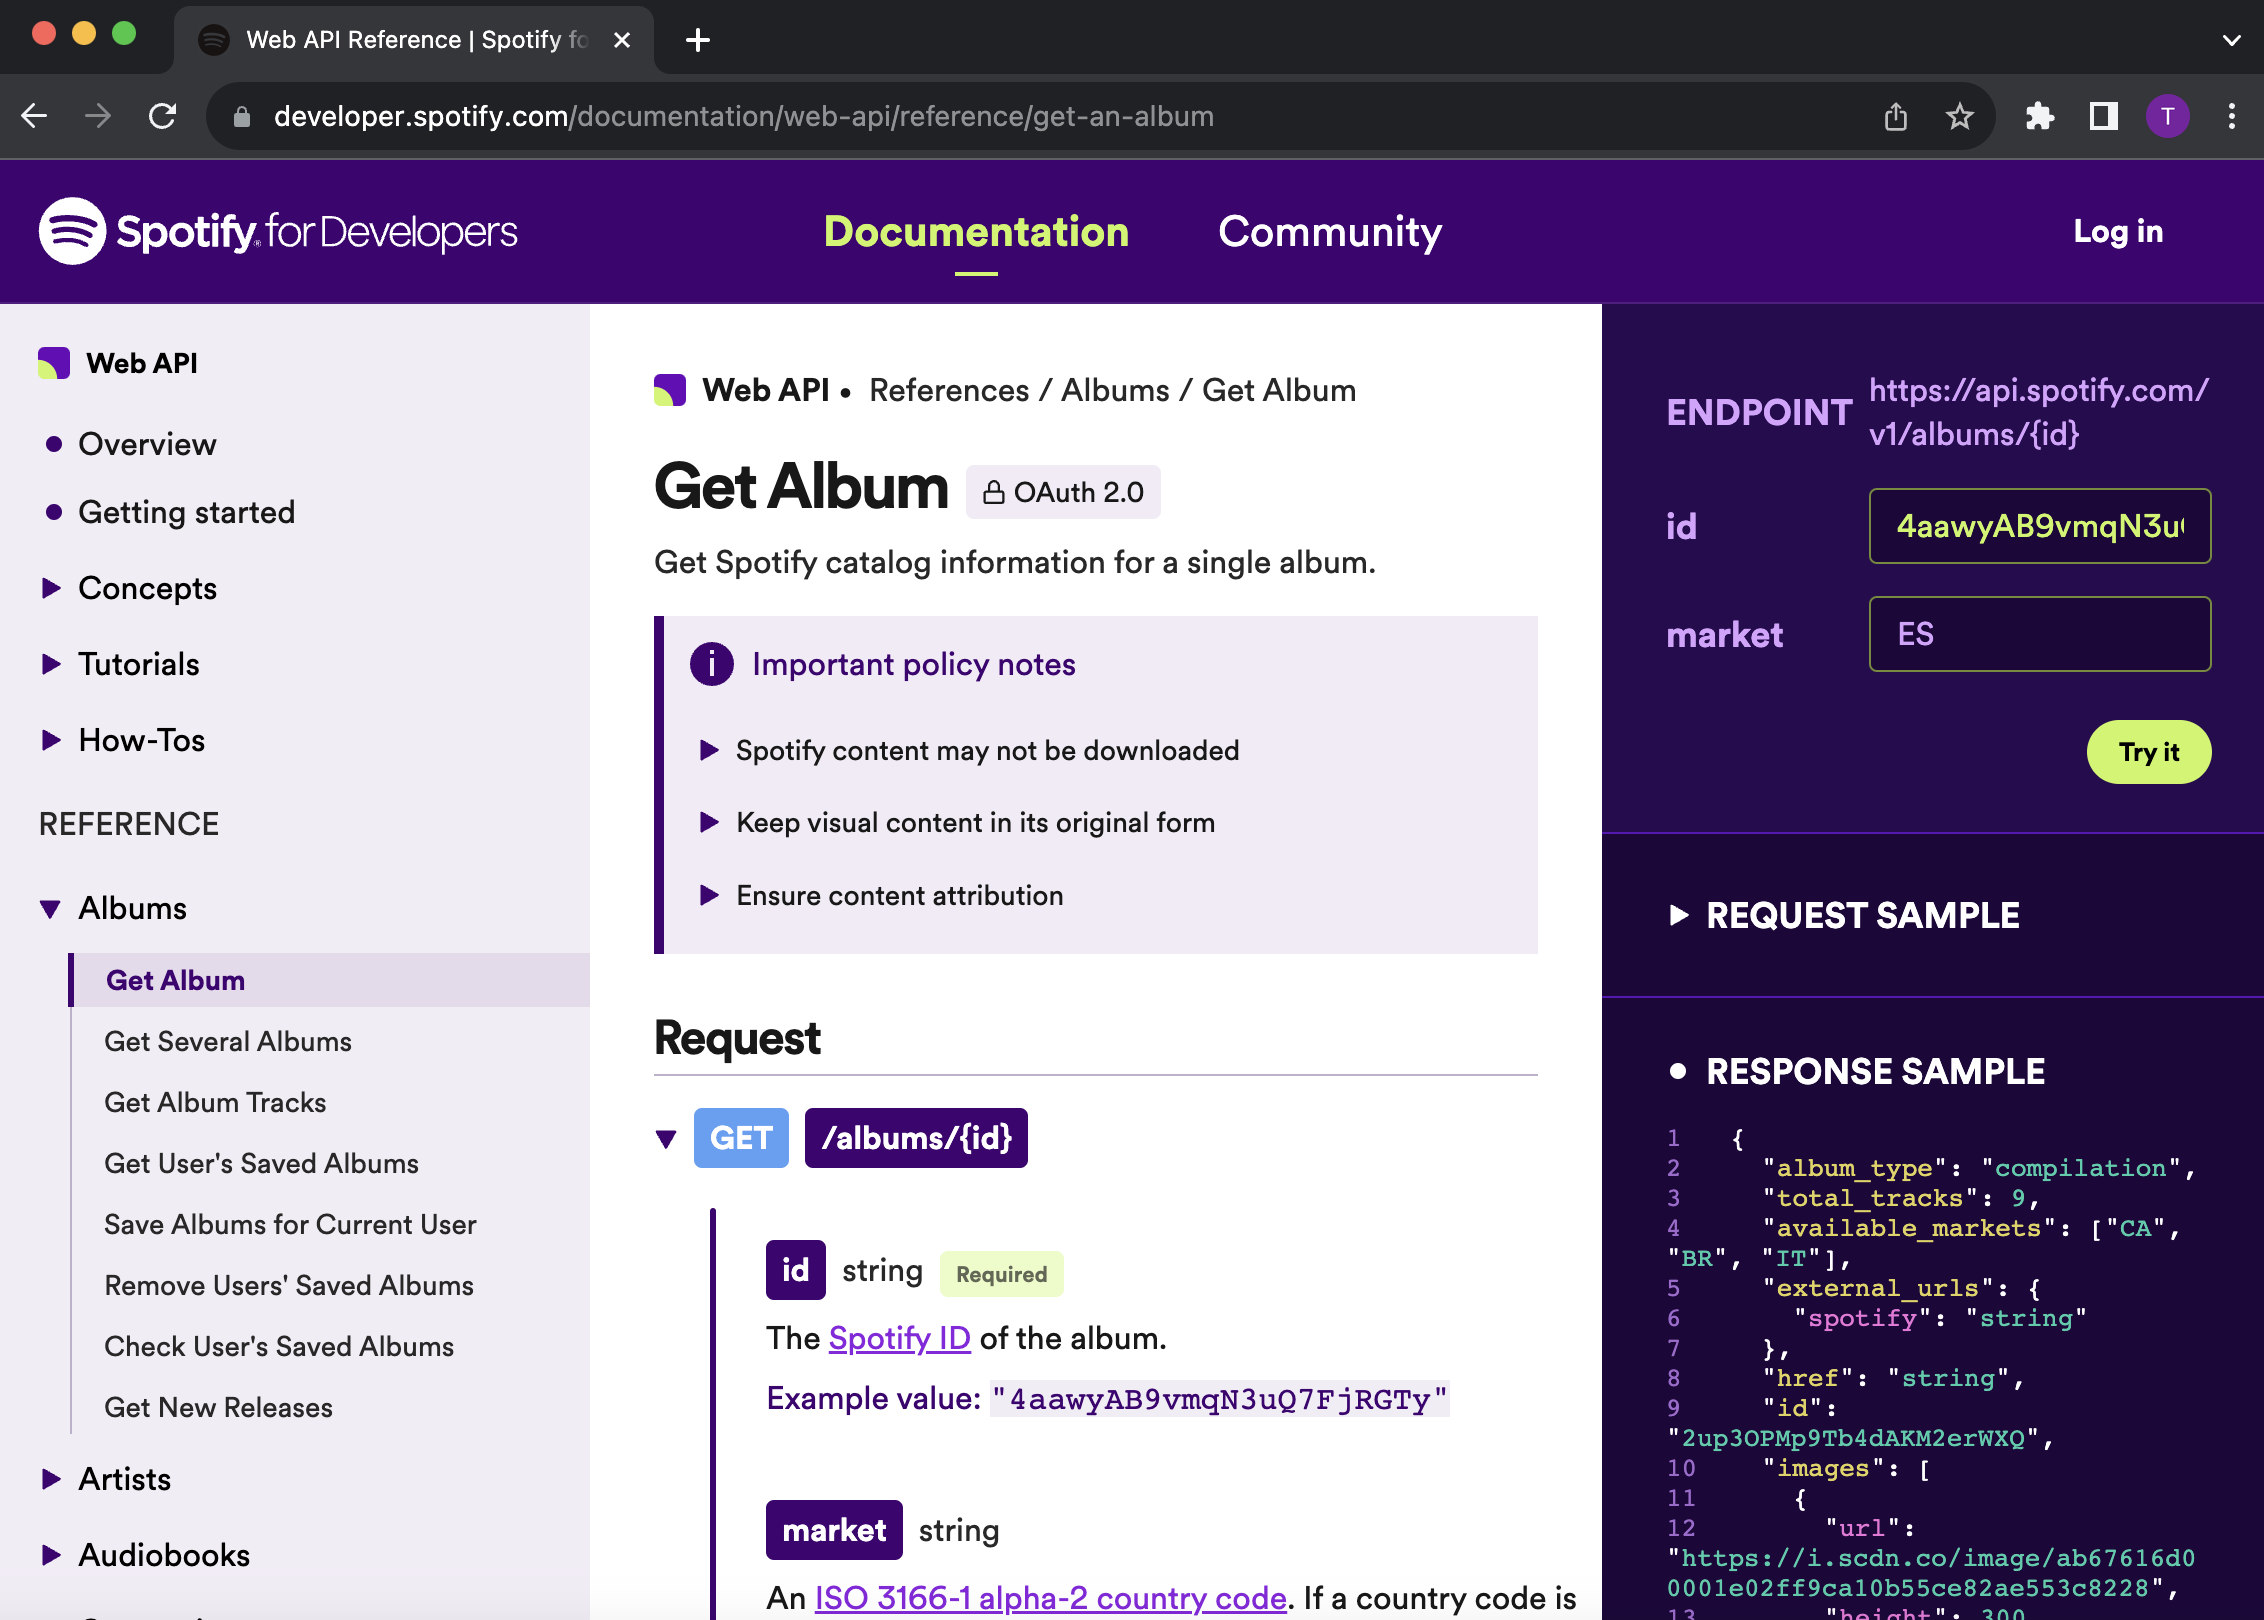 Web API Reference | Spotify fo
developer.spotify.com/documentation/web-api/reference/get-an-album
T
Spotify for Developers
Documentation
Community
Log in
Web API
Overview
Getting started
Concepts
Tutorials
How-Tos
REFERENCE
Albums
Get Album
Get Several Albums
Get Album Tracks
Get User's Saved Albums
Save Albums for Current User
Remove Users' Saved Albums
Check User's Saved Albums
Get New Releases
Artists
Audiobooks
Web API • References / Albums / Get Album
Get Album
OAuth 2.0
Get Spotify catalog information for a single album.
Important policy notes
Spotify content may not be downloaded
Keep visual content in its original form
Ensure content attribution
Request
GET /albums/{id}
id string Required
The Spotify ID of the album.
Example value: "4aawyAB9vmqN3uQ7FjRGTy"
market string
An ISO 3166-1 alpha-2 country code. If a country code is
ENDPOINT
https://api.spotify.com/
v1/albums/{id}
id
4aawyAB9vmqN3u
market
ES
Try it
REQUEST SAMPLE
RESPONSE SAMPLE
1 {
2 "album_type": "compilation",
3 "total_tracks": 9,
4 "available_markets": ["CA",
"BR", "IT"],
5 "external_urls": {
6 "spotify": "string"
7 },
8 "href": "string",
9 "id":
"2up3OPMp9Tb4dAKM2erWXQ",
10 "images": [
11 {
12 "url":
"https://i.scdn.co/image/ab67616d0
0001e02ff9ca10b55ce82ae553c8228",
13 "height": 300